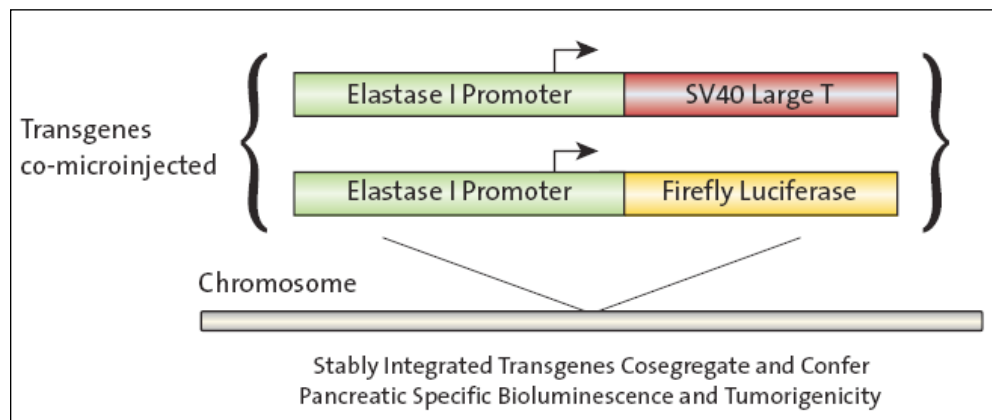 Transgenes
co-microinjected
Elastase I Promoter SV40 Large T
Elastase I Promoter Firefly Luciferase
Chromosome
Stably Integrated Transgenes Cosegregate and Confer
Pancreatic Specific Bioluminescence and Tumorigenicity